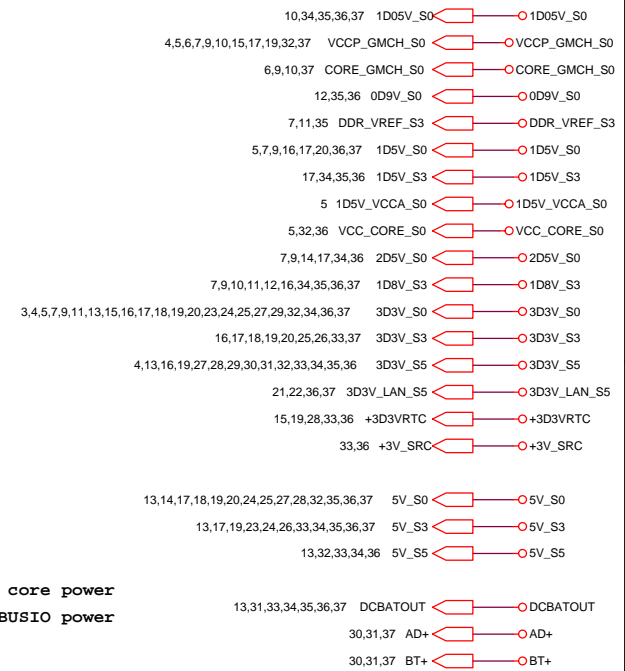 10,34,35,36,37 1D05V_S0 1D05V_S0
4,5,6,7,9,10,15,17,19,32,37 VCCP_GMCH_S0 VCCP_GMCH_S0
6,9,10,37 CORE_GMCH_S0 CORE_GMCH_S0
12,35,36 0D9V_S0 0D9V_S0
7,11,35 DDR_VREF_S3 DDR_VREF_S3
5,7,9,16,17,20,36,37 1D5V_S0 1D5V_S0
17,34,35,36 1D5V_S3 1D5V_S3
5 1D5V_VCCA_S0 1D5V_VCCA_S0
5,32,36 VCC_CORE_S0 VCC_CORE_S0
7,9,14,17,34,36 2D5V_S0 2D5V_S0
7,9,10,11,12,16,34,35,36,37 1D8V_S3 1D8V_S3
3,4,5,7,9,11,13,15,16,17,18,19,20,23,24,25,27,29,32,34,36,37 3D3V_S0 3D3V_S0
16,17,18,19,20,25,26,33,37 3D3V_S3 3D3V_S3
4,13,16,19,27,28,29,30,31,32,33,34,35,36 3D3V_S5 3D3V_S5
21,22,36,37 3D3V_LAN_S5 3D3V_LAN_S5
15,19,28,33,36 +3D3VRTC +3D3VRTC
33,36 +3V_SRC +3V_SRC
13,14,17,18,19,20,24,25,27,28,32,35,36,37 5V_S0 5V_S0
13,17,19,23,24,26,33,34,35,36,37 5V_S3 5V_S3
13,32,33,34,36 5V_S5 5V_S5
core power
13,31,33,34,35,36,37 DCBATOUT DCBATOUT
BUSIO power
30,31,37 AD+ AD+
30,31,37 BT+ BT+